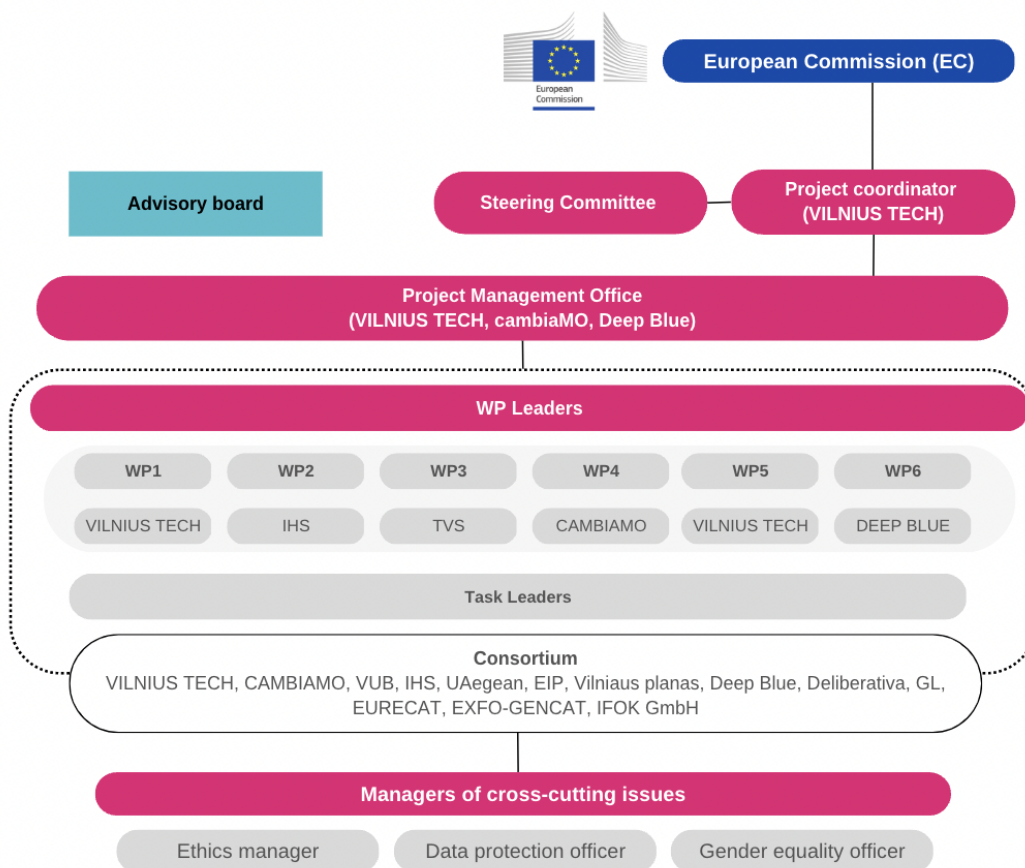 European
Commission
European Commission (EC)
Advisory board
Steering Committee
Project coordinator
(VILNIUS TECH)
Project Management Office
(VILNIUS TECH, cambiaMO, Deep Blue)
WP Leaders
WP1
WP2
WP3
WP4
WP5
WP6
VILNIUS TECH
IHS
TVS
CAMBIAMO
VILNIUS TECH
DEEP BLUE
Task Leaders
Consortium
VILNIUS TECH, CAMBIAMO, VUB, IHS, UAegean, EIP, Vilniaus planas, Deep Blue, Deliberativa, GL,
EURECAT, EXFO-GENCAT, IFOK GmbH
Managers of cross-cutting issues
Ethics manager
Data protection officer
Gender equality officer